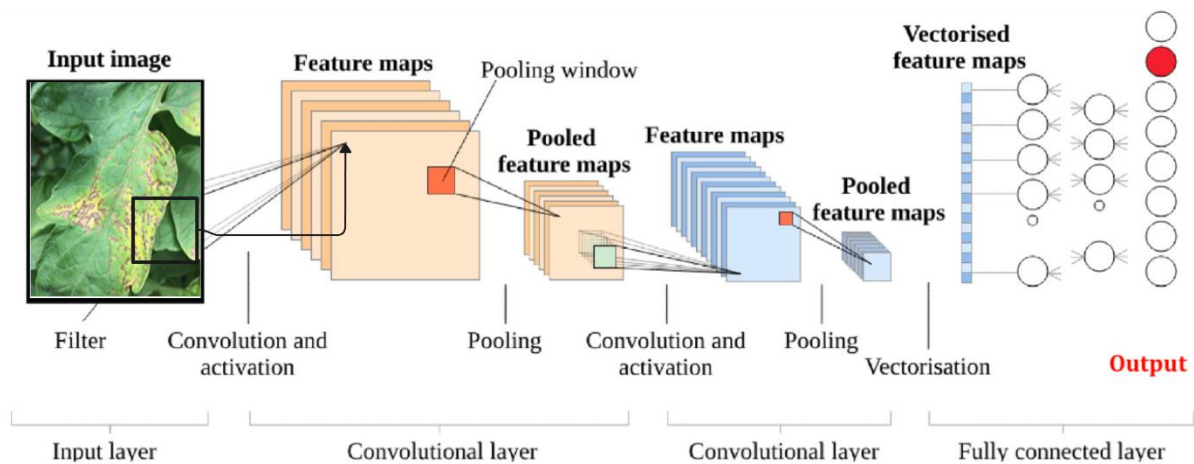 Input image
Feature maps
Pooling window
Pooled
feature maps
Feature maps
Pooled
feature maps
Vectorised
feature maps
Filter
Convolution and
activation
Pooling
Convolution and
activation
Pooling
Vectorisation
Output
Input layer
Convolutional layer
Convolutional layer
Fully connected layer